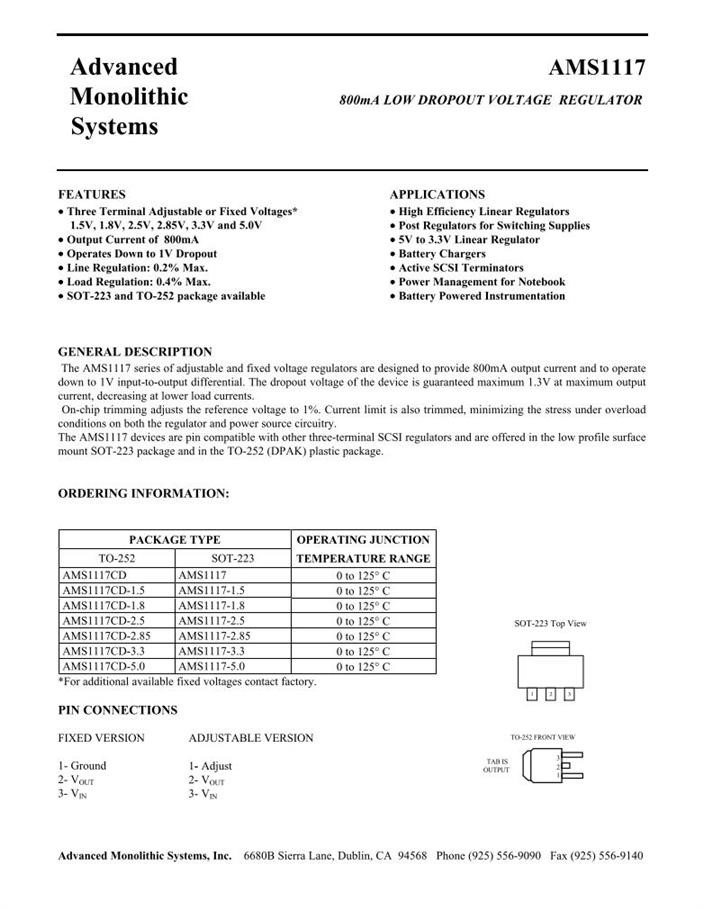 Advanced
Monolithic
Systems
AMS1117
800mA LOW DROPOUT VOLTAGE REGULATOR
FEATURES
• Three Terminal Adjustable or Fixed Voltages*
1.5V, 1.8V, 2.5V, 2.85V, 3.3V and 5.0V
• Output Current of 800mA
• Operates Down to 1V Dropout
• Line Regulation: 0.2% Max.
• Load Regulation: 0.4% Max.
• SOT-223 and TO-252 package available
APPLICATIONS
• High Efficiency Linear Regulators
• Post Regulators for Switching Supplies
• 5V to 3.3V Linear Regulator
• Battery Chargers
• Active SCSI Terminators
• Power Management for Notebook
• Battery Powered Instrumentation
GENERAL DESCRIPTION
The AMS1117 series of adjustable and fixed voltage regulators are designed to provide 800mA output current and to operate
down to 1V input-to-output differential. The dropout voltage of the device is guaranteed maximum 1.3V at maximum output
current, decreasing at lower load currents.
On-chip trimming adjusts the reference voltage to 1%. Current limit is also trimmed, minimizing the stress under overload
conditions on both the regulator and power source circuitry.
The AMS1117 devices are pin compatible with other three-terminal SCSI regulators and are offered in the low profile surface
mount SOT-223 package and in the TO-252 (DPAK) plastic package.
ORDERING INFORMATION:
PACKAGE TYPE OPERATING JUNCTION
TO-252 SOT-223 TEMPERATURE RANGE
AMS1117CD AMS1117 0 to 125° C
AMS1117CD-1.5 AMS1117-1.5 0 to 125° C
AMS1117CD-1.8 AMS1117-1.8 0 to 125° C
AMS1117CD-2.5 AMS1117-2.5 0 to 125° C
AMS1117CD-2.85 AMS1117-2.85 0 to 125° C
AMS1117CD-3.3 AMS1117-3.3 0 to 125° C
AMS1117CD-5.0 AMS1117-5.0 0 to 125° C
*For additional available fixed voltages contact factory.
PIN CONNECTIONS
FIXED VERSION ADJUSTABLE VERSION
1- Ground 1- Adjust
2- VOUT 2- VOUT
3- VIN 3- VIN
SOT-223 Top View
1 2 3
TO-252 FRONT VIEW
TAB IS
OUTPUT
3
2
1
Advanced Monolithic Systems, Inc. 6680B Sierra Lane, Dublin, CA 94568 Phone (925) 556-9090 Fax (925) 556-9140